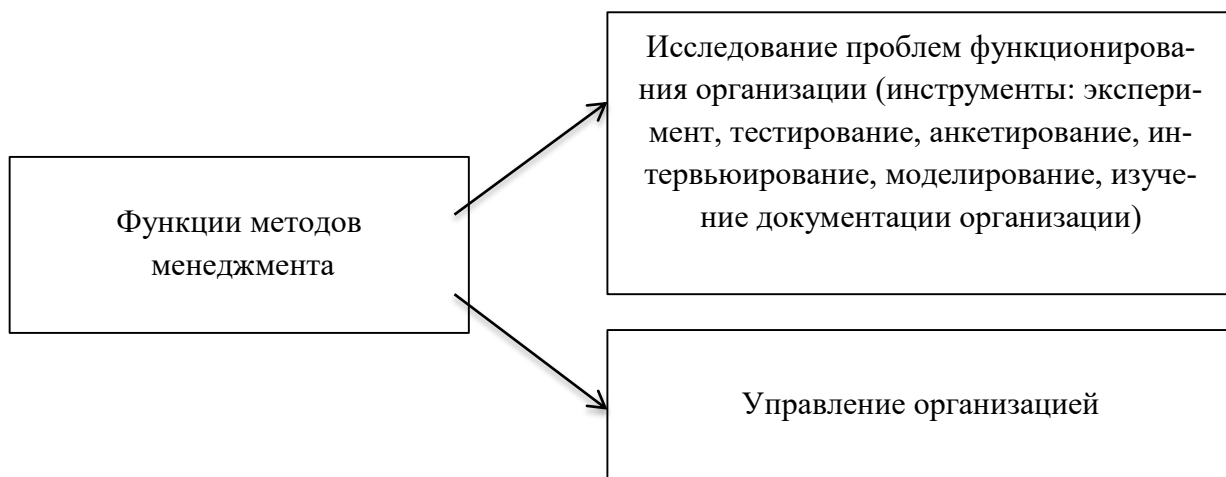 Функции методов
менеджмента
Исследование проблем функционирова-
ния организации (инструменты: экспери-
мент, тестирование, анкетирование, ин-
тервьюирование, моделирование, изуче-
ние документации организации)
Управление организацией